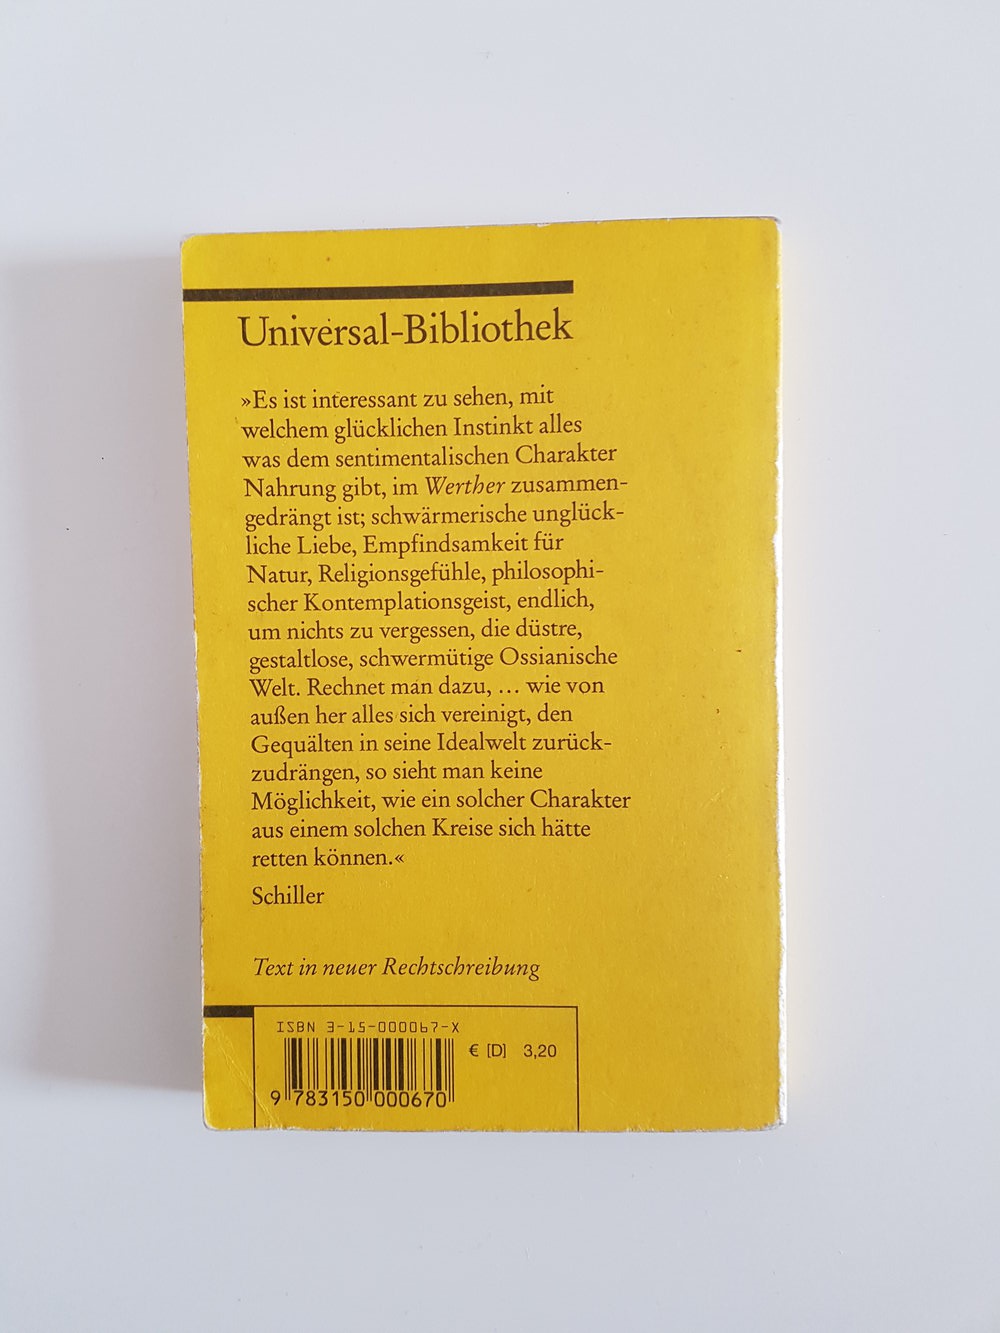 Universal-Bibliothek
»Es ist interessant zu sehen, mit
welchem glücklichen Instinkt alles
was dem sentimentalischen Charakter
Nahrung gibt, im Werther zusammen-
gedrängt ist; schwärmerische unglück-
liche Liebe, Empfindsamkeit für
Natur, Religionsgefühle, philosophi-
scher Kontemplationsgeist, endlich,
um nichts zu vergessen, die düstre,
gestaltlose, schwermütige Ossianische
Welt. Rechnet man dazu, … wie von
außen her alles sich vereinigt, den
Gequälten in seine Idealwelt zurück-
zudrängen, so sieht man keine
Möglichkeit, wie ein solcher Charakter
aus einem solchen Kreise sich hätte
retten können.«
Schiller
Text in neuer Rechtschreibung
ISBN 3-15-000067-X
€ [D] 3,20
9 783150 000670